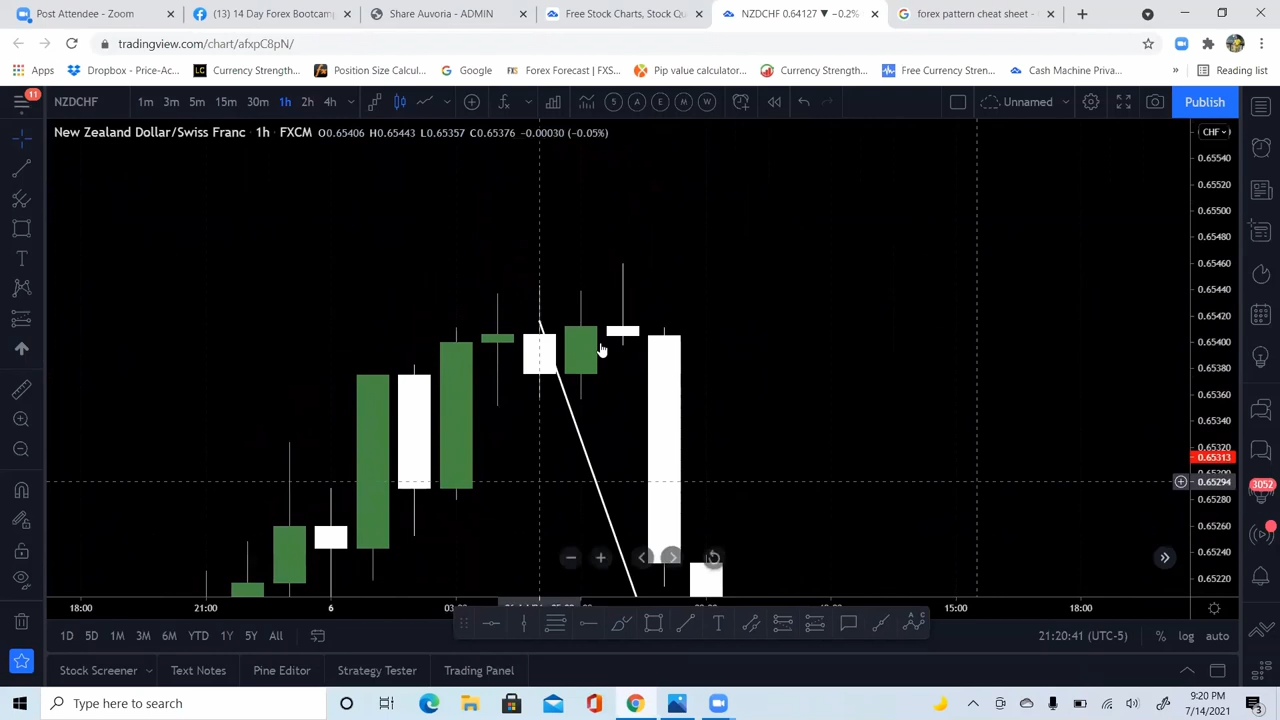 Post Attendee - Zoom
(13) 14 Day Forex Bootcamp
Share Auvoria - ADMIN
Free Stock Charts, Stock Qu
NZDCHF 0.64127 ▼ −0.2%
forex pattern cheat sheet -
tradingview.com/chart/afxpC8pN/
Apps
Dropbox - Price-Ac...
Currency Strength...
Position Size Calcul...
Google
Forex Forecast | FXS...
Pip value calculator...
Currency Strength...
Free Currency Stren...
Cash Machine Priva...
»
Reading list
11
NZDCHF
1m 3m 5m 15m 30m 1h 2h 4h
5 A E M W
Unnamed
Publish
New Zealand Dollar/Swiss Franc 1h FXCM O0.65406 H0.65443 L0.65357 C0.65376 −0.00030 (−0.05%)
CHF
0.65540
0.65520
0.65500
0.65480
0.65460
0.65440
0.65420
0.65400
0.65380
0.65360
0.65340
0.65320
0.65313
0.65294
0.65280
0.65260
0.65240
0.65220
3052
18:00
21:00
6
15:00
18:00
1D 5D 1M 3M 6M YTD 1Y 5Y All
21:20:41 (UTC-5)
% log auto
Stock Screener
Text Notes
Pine Editor
Strategy Tester
Trading Panel
Type here to search
9:20 PM
7/14/2021
3